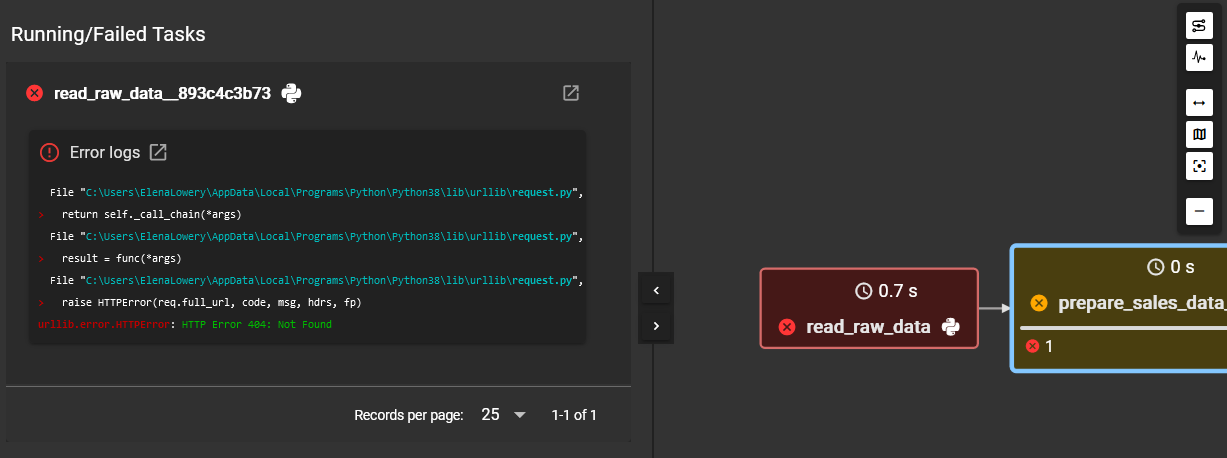 Running/Failed Tasks
read_raw_data__893c4c3b73
Error logs
File "C:\Users\ElenaLowery\AppData\Local\Programs\Python\Python38\lib\urllib\request.py",
> return self._call_chain(*args)
File "C:\Users\ElenaLowery\AppData\Local\Programs\Python\Python38\lib\urllib\request.py",
> result = func(*args)
File "C:\Users\ElenaLowery\AppData\Local\Programs\Python\Python38\lib\urllib\request.py",
> raise HTTPError(req.full_url, code, msg, hdrs, fp)
urllib.error.HTTPError: HTTP Error 404: Not Found
Records per page: 25 1-1 of 1
0.7 s
read_raw_data
0 s
prepare_sales_data_
1